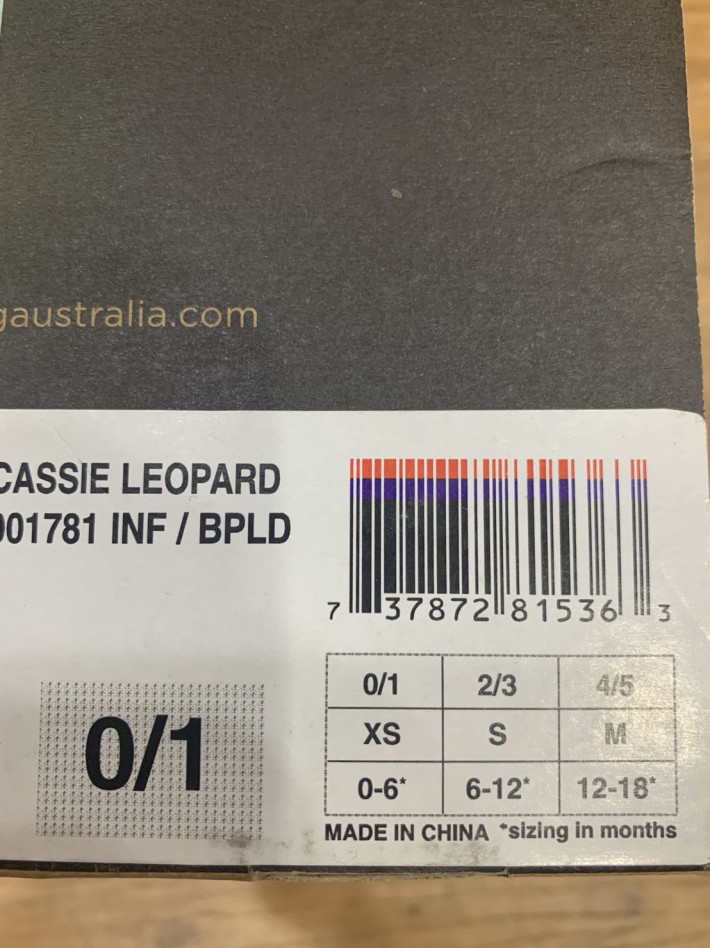 gaustralia.com
CASSIE LEOPARD
001781 INF / BPLD
7 37872 81536 3
0/1
0/1 2/3 4/5
XS S M
0-6* 6-12* 12-18*
MADE IN CHINA *sizing in months